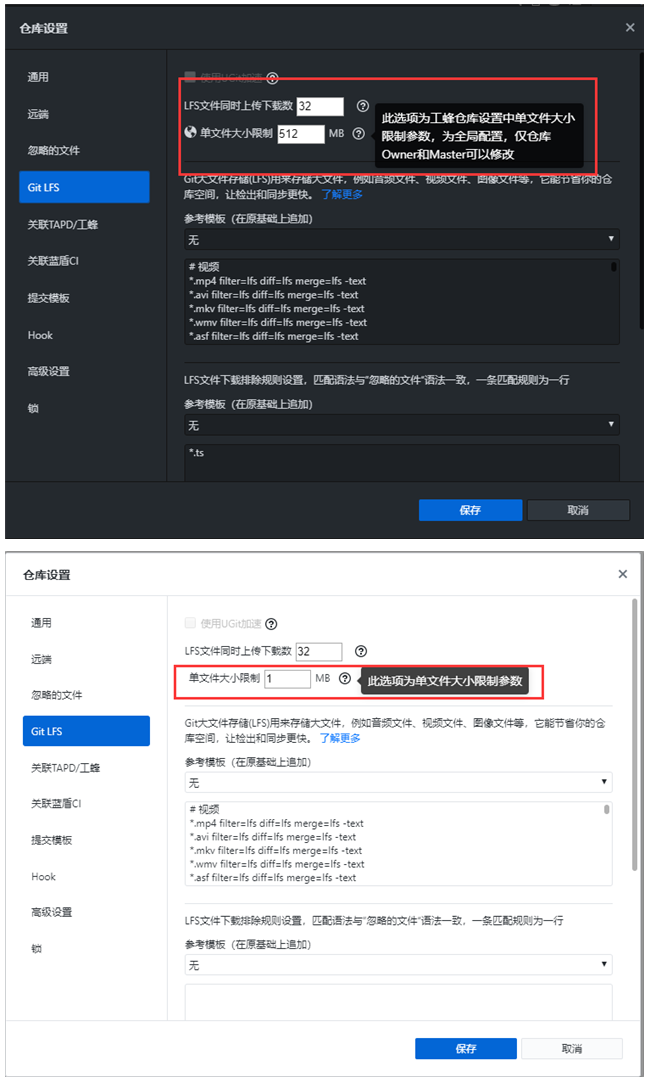 仓库设置
×
通用
远端
忽略的文件
Git LFS
关联TAPD/工蜂
关联蓝盾CI
提交模板
Hook
高级设置
锁
使用UGit加速
LFS文件同时上传下载数 32
单文件大小限制 512 MB
此选项为工蜂仓库设置中单文件大小
限制参数，为全局配置，仅仓库
Owner和Master可以修改
Git大文件存储(LFS)用来存储大文件，例如音频文件、视频文件、图像文件等，它能节省你的仓
库空间，让检出和同步更快。 了解更多
参考模板（在原基础上追加）
无
# 视频
*.mp4 filter=lfs diff=lfs merge=lfs -text
*.avi filter=lfs diff=lfs merge=lfs -text
*.mkv filter=lfs diff=lfs merge=lfs -text
*.wmv filter=lfs diff=lfs merge=lfs -text
*.asf filter=lfs diff=lfs merge=lfs -text
LFS文件下载排除规则设置，匹配语法与"忽略的文件"语法一致，一条匹配规则为一行
参考模板（在原基础上追加）
无
*.ts
保存
取消
仓库设置
×
通用
远端
忽略的文件
Git LFS
关联TAPD/工蜂
关联蓝盾CI
提交模板
Hook
高级设置
锁
使用UGit加速
LFS文件同时上传下载数 32
单文件大小限制 1 MB
此选项为单文件大小限制参数
Git大文件存储(LFS)用来存储大文件，例如音频文件、视频文件、图像文件等，它能节省你的仓
库空间，让检出和同步更快。 了解更多
参考模板（在原基础上追加）
无
# 视频
*.mp4 filter=lfs diff=lfs merge=lfs -text
*.avi filter=lfs diff=lfs merge=lfs -text
*.mkv filter=lfs diff=lfs merge=lfs -text
*.wmv filter=lfs diff=lfs merge=lfs -text
*.asf filter=lfs diff=lfs merge=lfs -text
LFS文件下载排除规则设置，匹配语法与"忽略的文件"语法一致，一条匹配规则为一行
参考模板（在原基础上追加）
无
保存
取消